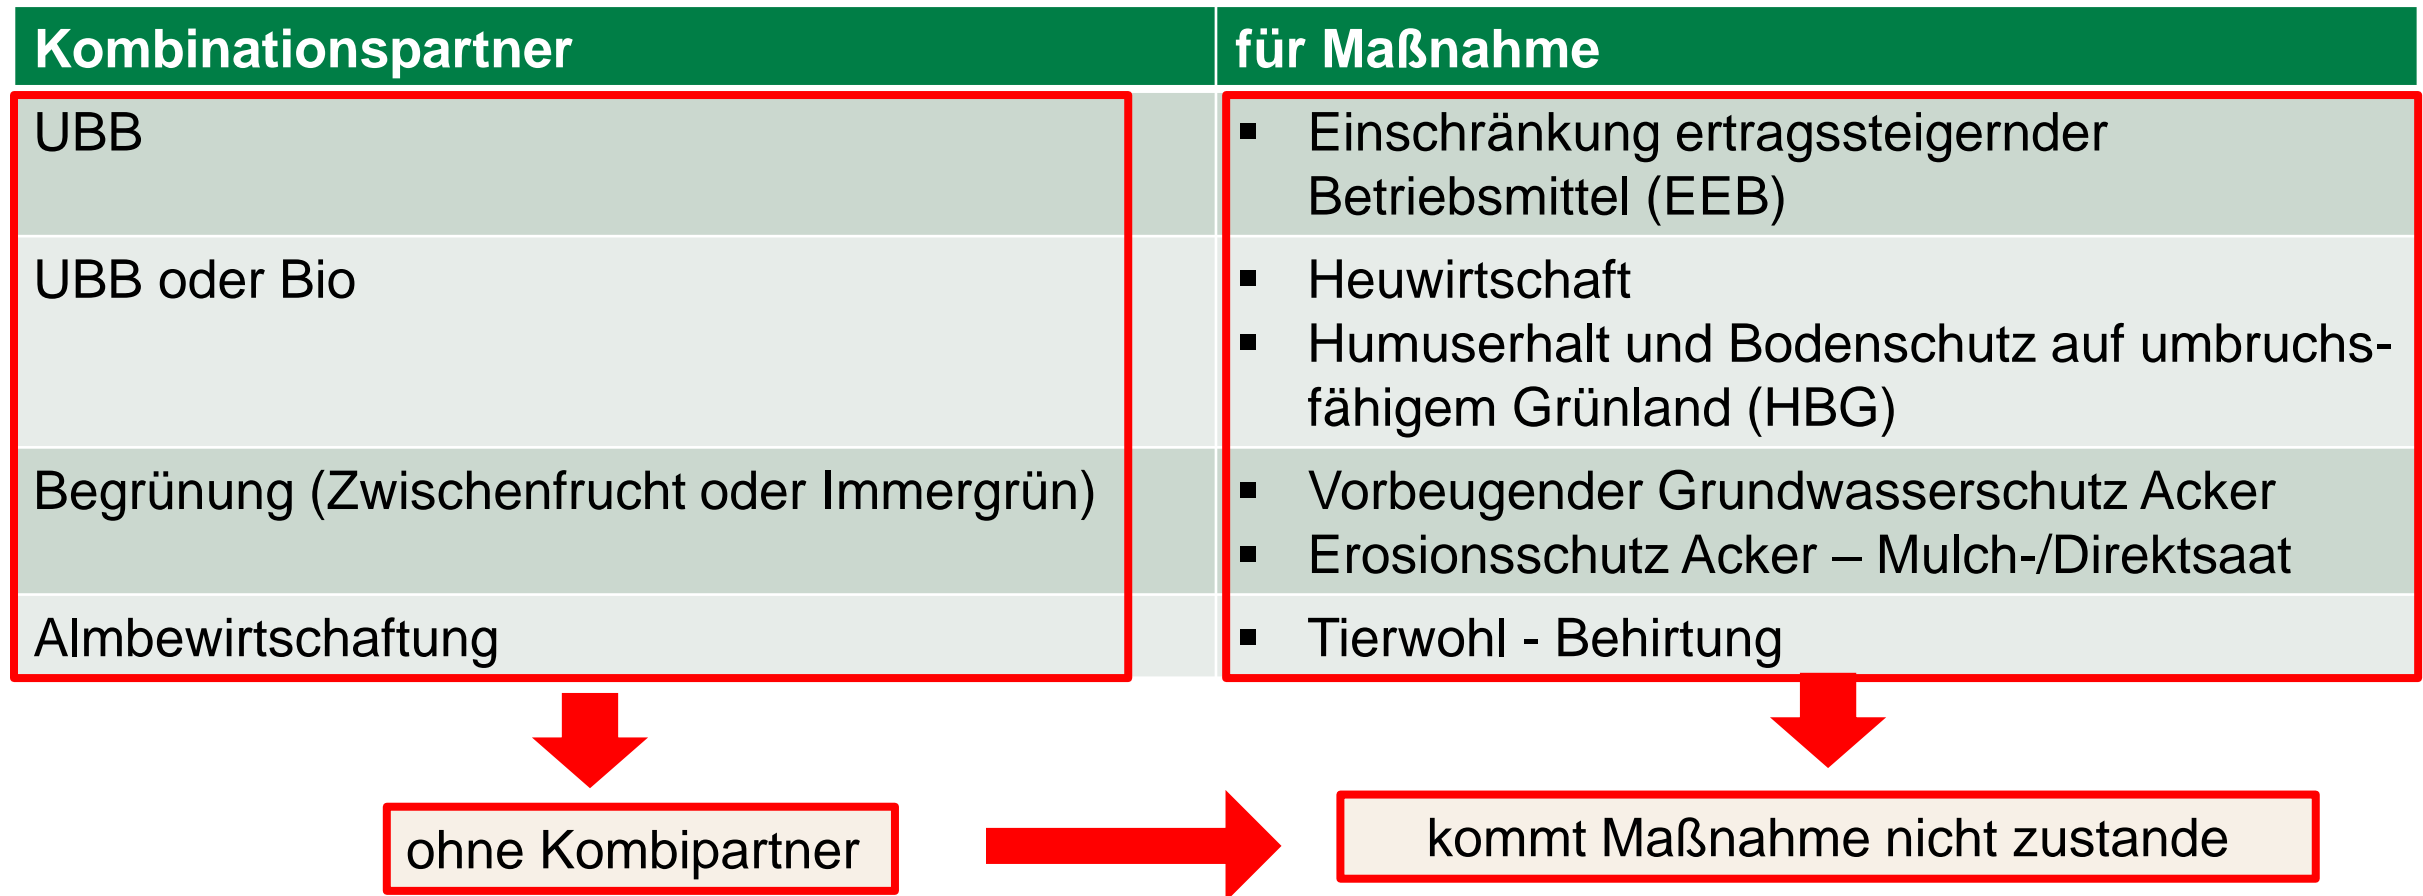 Kombinationspartner
für Maßnahme
UBB
▪ Einschränkung ertragssteigernder
Betriebsmittel (EEB)
UBB oder Bio
▪ Heuwirtschaft
▪ Humuserhalt und Bodenschutz auf umbruchs-
fähigem Grünland (HBG)
Begrünung (Zwischenfrucht oder Immergrün)
▪ Vorbeugender Grundwasserschutz Acker
▪ Erosionsschutz Acker – Mulch-/Direktsaat
Almbewirtschaftung
▪ Tierwohl - Behirtung
ohne Kombipartner
kommt Maßnahme nicht zustande